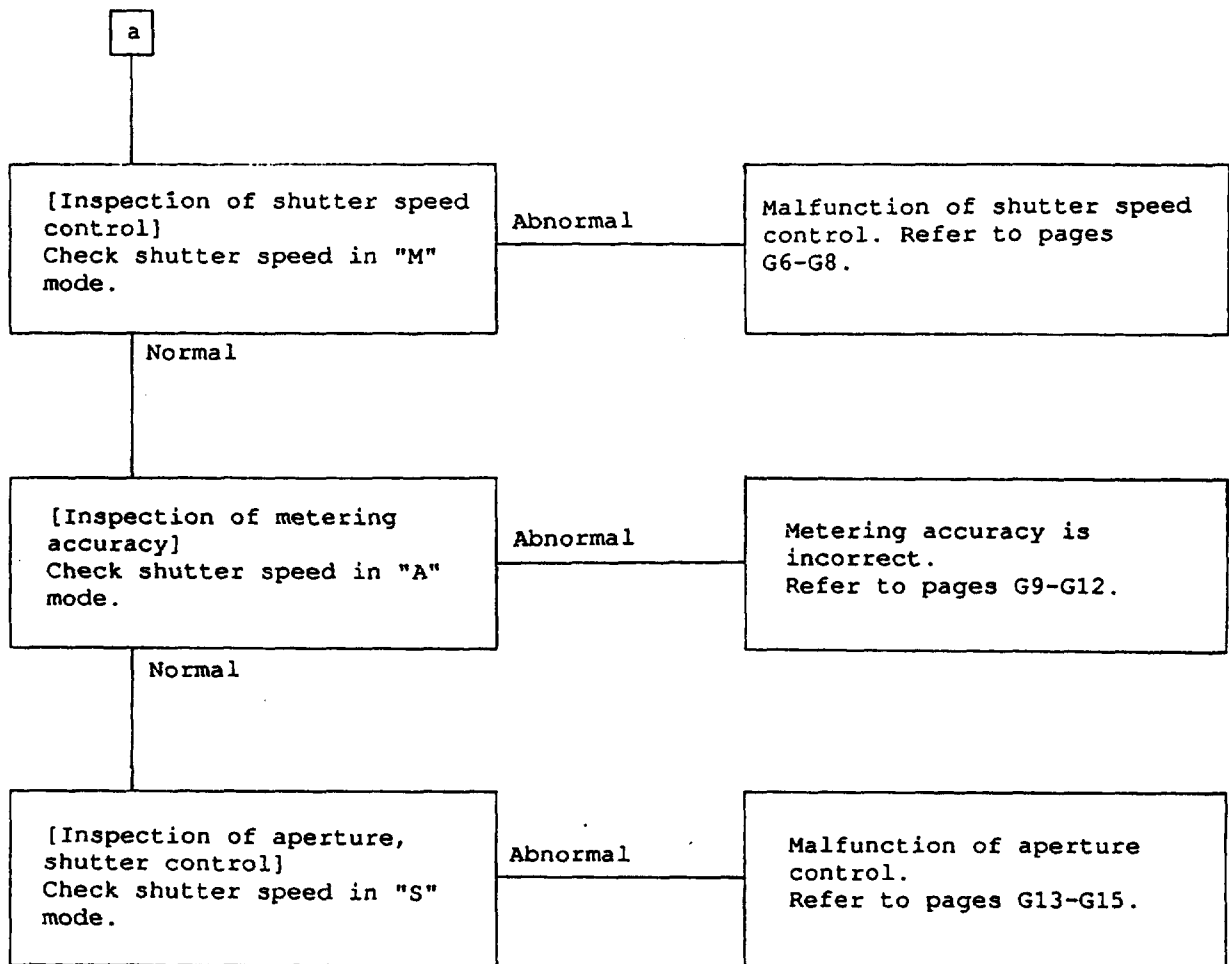 a
[Inspection of shutter speed
control]
Check shutter speed in "M"
mode.
Abnormal
Malfunction of shutter speed
control. Refer to pages
G6-G8.
Normal
[Inspection of metering
accuracy]
Check shutter speed in "A"
mode.
Abnormal
Metering accuracy is
incorrect.
Refer to pages G9-G12.
Normal
[Inspection of aperture,
shutter control]
Check shutter speed in "S"
mode.
Abnormal
Malfunction of aperture
control.
Refer to pages G13-G15.